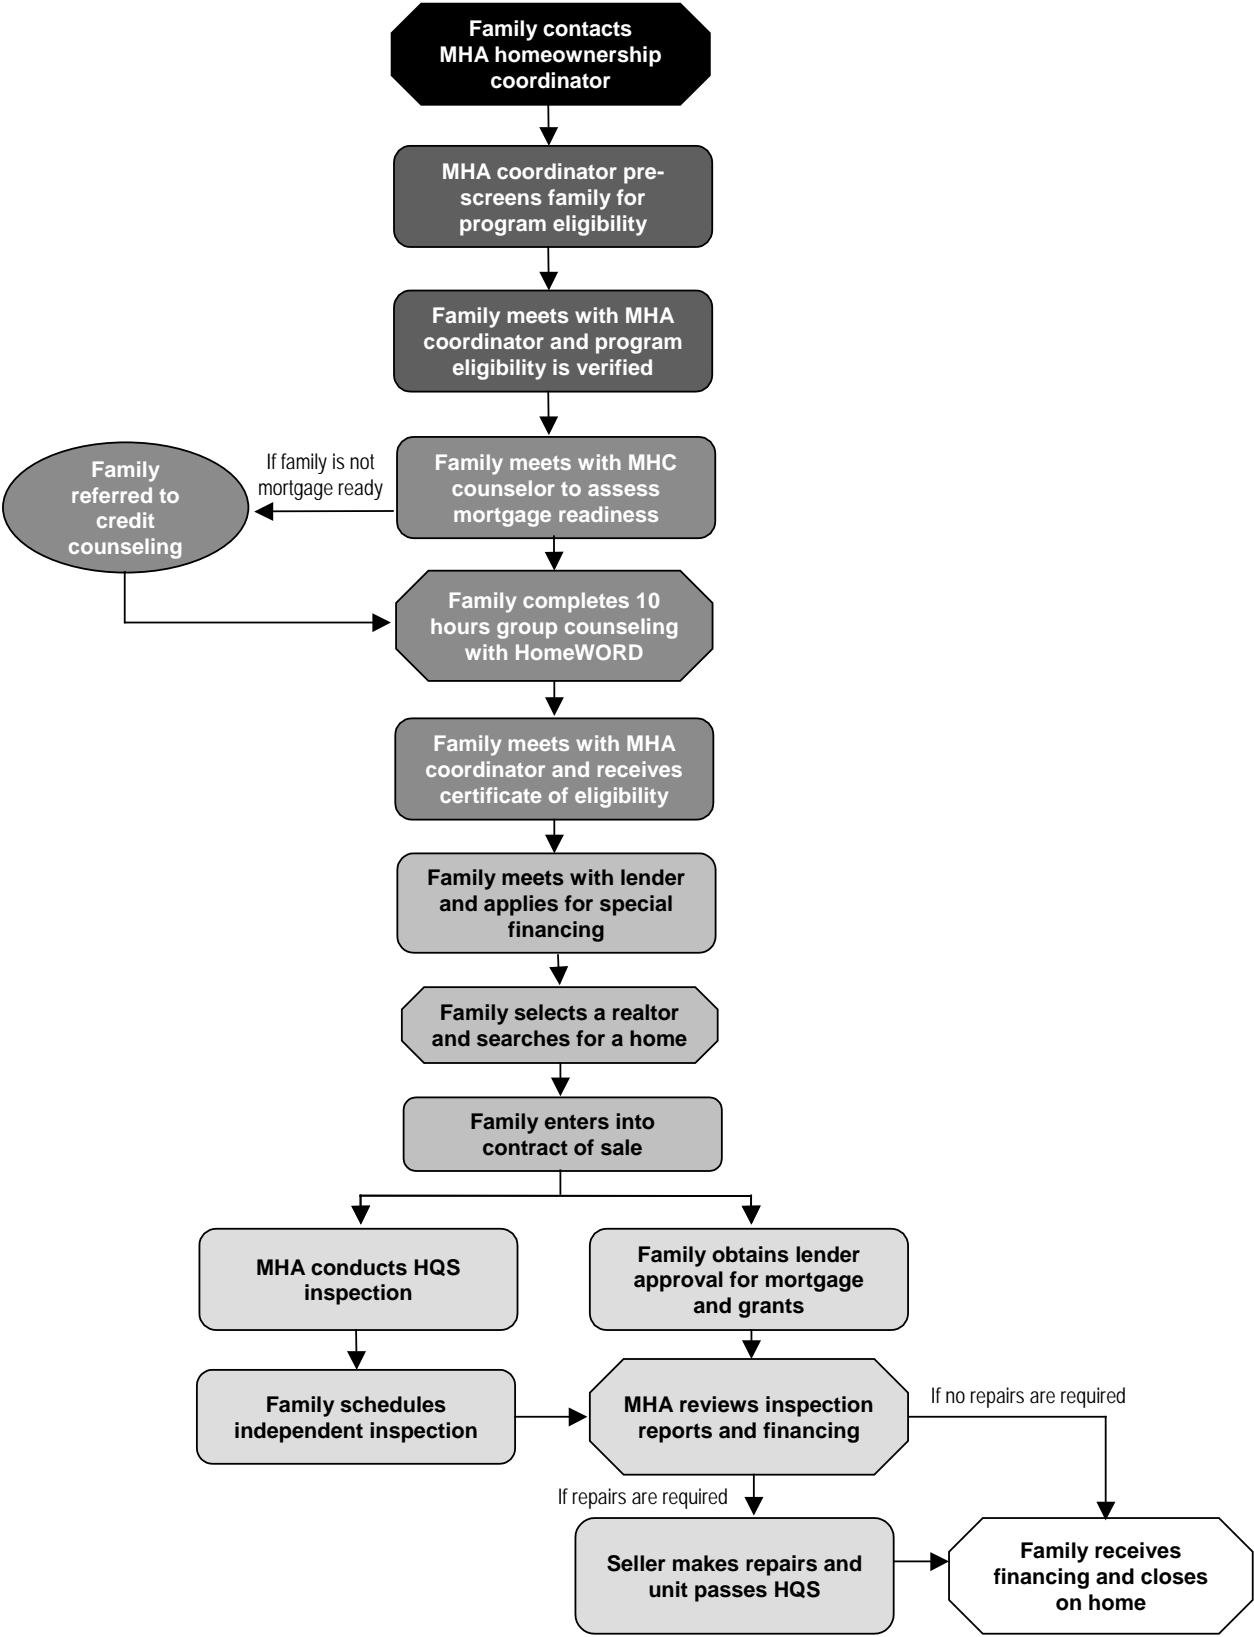 Family contacts
MHA homeownership
coordinator
MHA coordinator pre-
screens family for
program eligibility
Family meets with MHA
coordinator and program
eligibility is verified
Family meets with MHC
counselor to assess
mortgage readiness
If family is not
mortgage ready
Family
referred to
credit
counseling
Family completes 10
hours group counseling
with HomeWORD
Family meets with MHA
coordinator and receives
certificate of eligibility
Family meets with lender
and applies for special
financing
Family selects a realtor
and searches for a home
Family enters into
contract of sale
MHA conducts HQS
inspection
Family obtains lender
approval for mortgage
and grants
Family schedules
independent inspection
MHA reviews inspection
reports and financing
If no repairs are required
If repairs are required
Seller makes repairs and
unit passes HQS
Family receives
financing and closes
on home